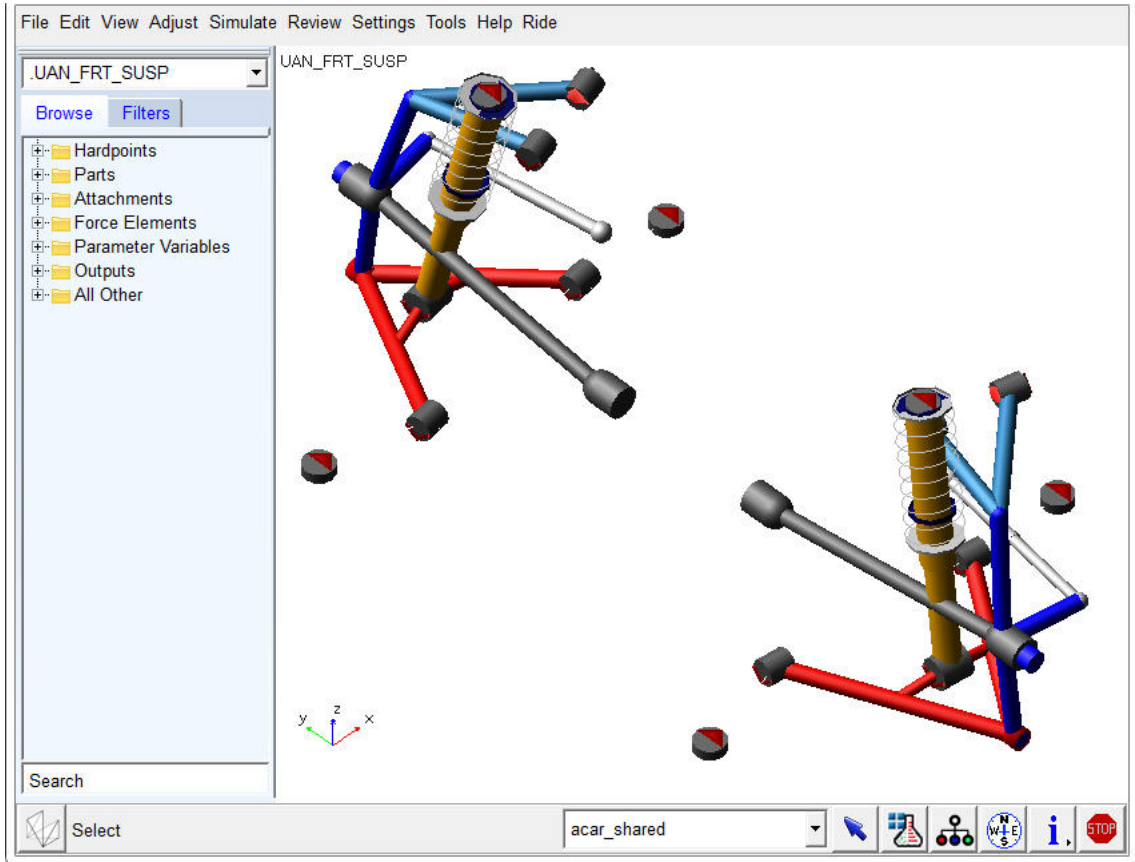 File Edit View Adjust Simulate Review Settings Tools Help Ride
.UAN_FRT_SUSP
UAN_FRT_SUSP
Browse Filters
Hardpoints
Parts
Attachments
Force Elements
Parameter Variables
Outputs
All Other
y z x
Search
Select
acar_shared
N
W E
S
i
STOP